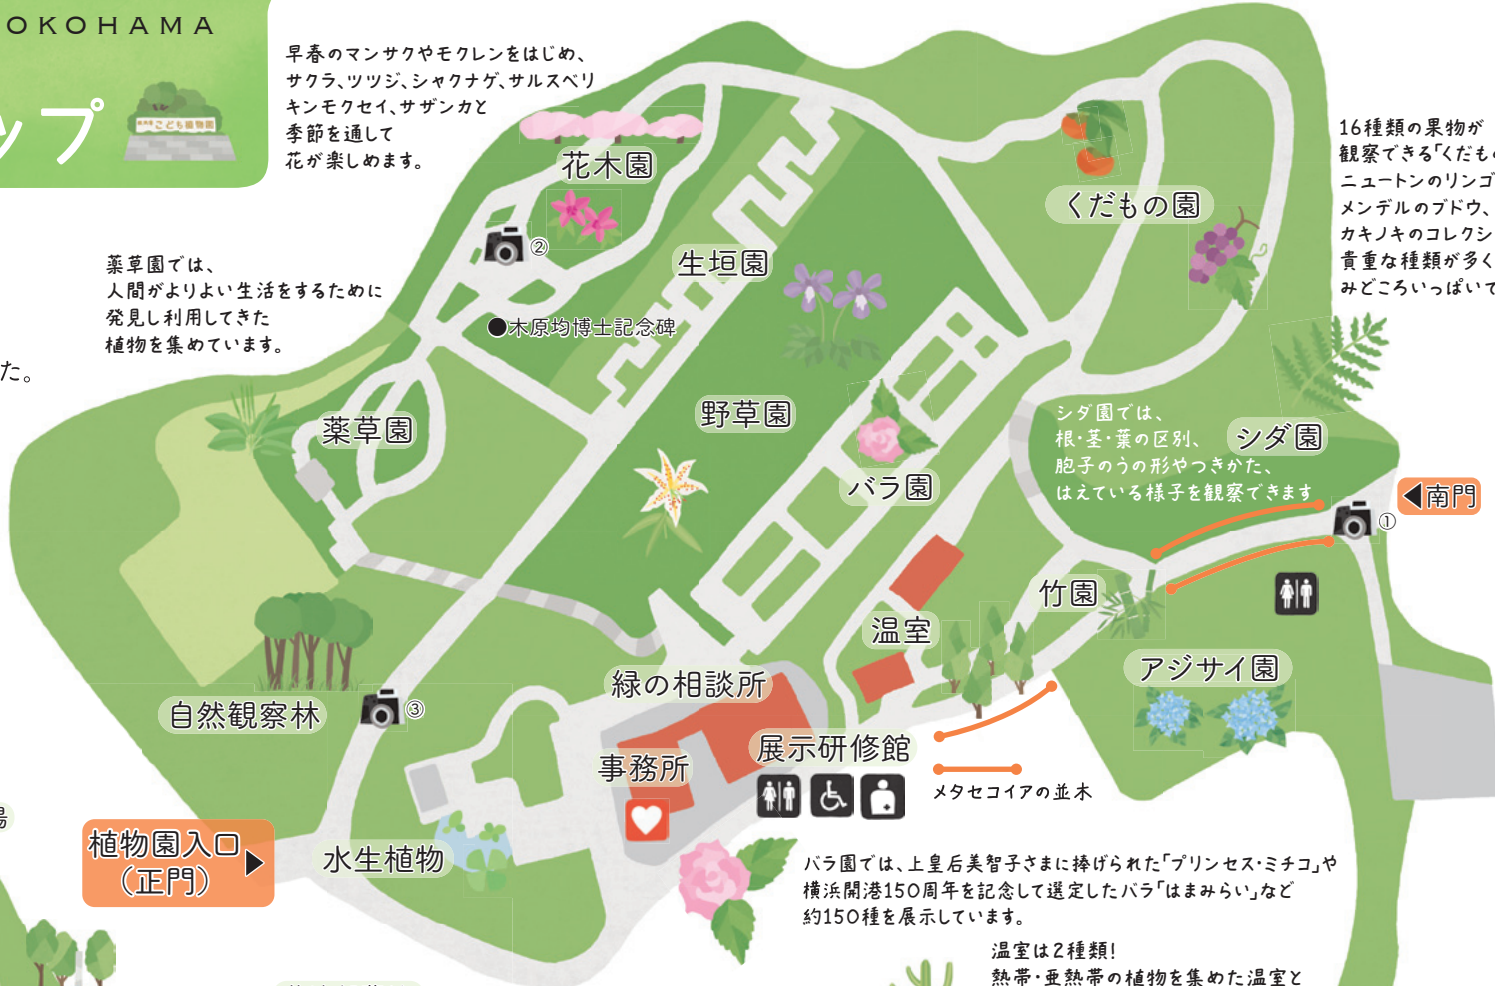 OKOHAMA
ップ
こども植物園
早春のマンサクやモクレンをはじめ、
サクラ、ツツジ、シャクナゲ、サルスベリ
キンモクセイ、サザンカと
季節を通して
花が楽しめます。
16種類の果物が
観察できる「くだもの
ニュートンのリンゴ
メンデルのブドウ、
カキノキのコレクシ
貴重な種類が多く
みどころいっぱいで
花木園
くだもの園
②
生垣園
薬草園では、
人間がよりよい生活をするために
発見し利用してきた
植物を集めています。
●木原均博士記念碑
た。
薬草園
野草園
バラ園
シダ園では、
根・茎・葉の区別、
胞子のうの形やつきかた、
はえている様子を観察できます
シダ園
◀南門
①
竹園
温室
アジサイ園
緑の相談所
自然観察林
③
展示研修館
事務所
メタセコイアの並木
場
植物園入口▶
（正門）
水生植物
バラ園では、上皇后美智子さまに捧げられた「プリンセス・ミチコ」や
横浜開港150周年を記念して選定したバラ「はまみらい」など
約150種を展示しています。
温室は2種類！
熱帯・亜熱帯の植物を集めた温室と